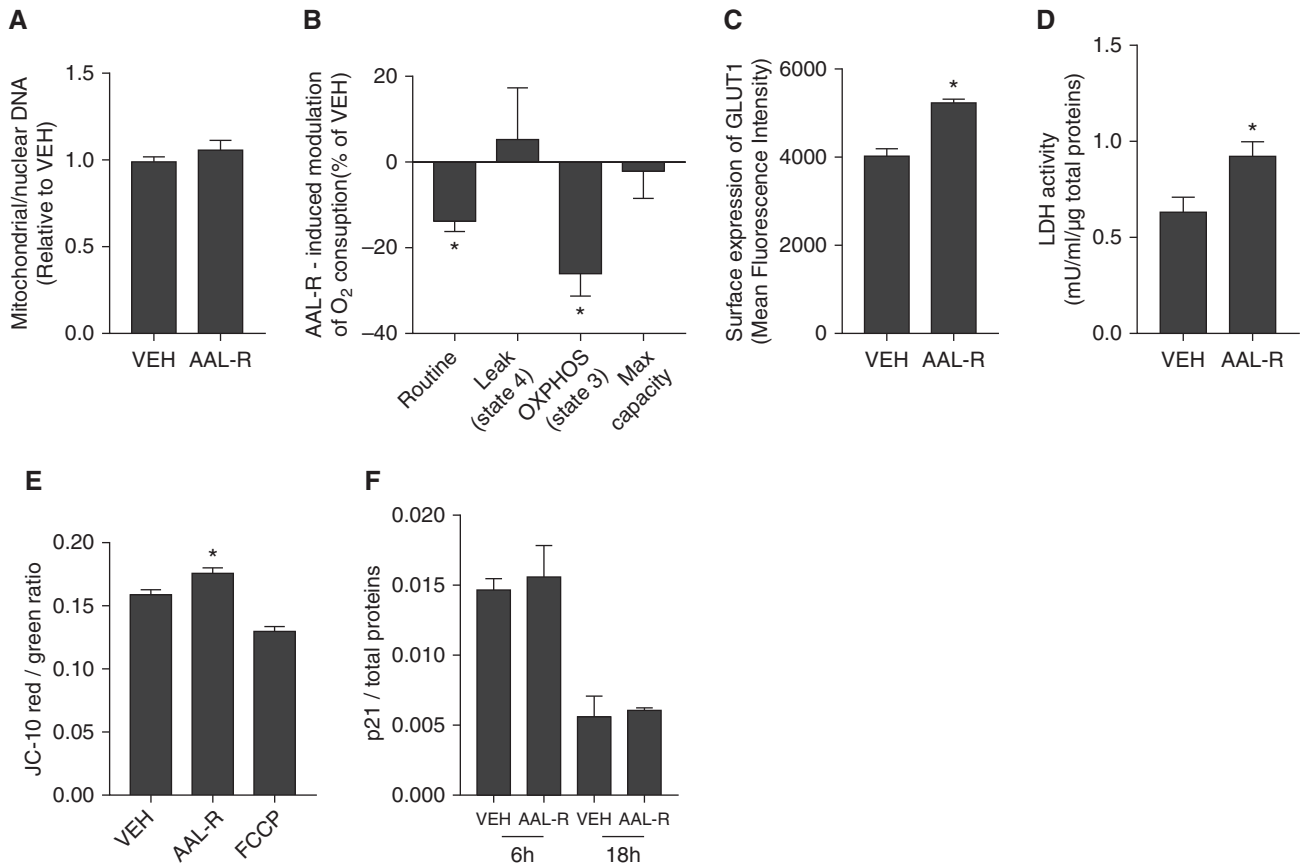 A
Mitochondrial/nuclear DNA
(Relative to VEH)
1.5
1.0
0.5
0.0
VEH AAL-R
B
AAL-R - induced modulation
of O2 consuption(% of VEH)
20
0
–20
–40
*
*
Routine
Leak
(state 4)
OXPHOS
(state 3)
Max
capacity
C
Surface expression of GLUT1
(Mean Fluorescence Intensity)
6000
4000
2000
0
*
VEH AAL-R
D
LDH activity
(mU/ml/µg total proteins)
1.5
1.0
0.5
0.0
*
VEH AAL-R
E
JC-10 red / green ratio
0.20
0.15
0.10
0.05
0.00
*
VEH
AAL-R
FCCP
F
p21 / total proteins
0.020
0.015
0.010
0.005
0.000
VEH AAL-R VEH AAL-R
6h 18h